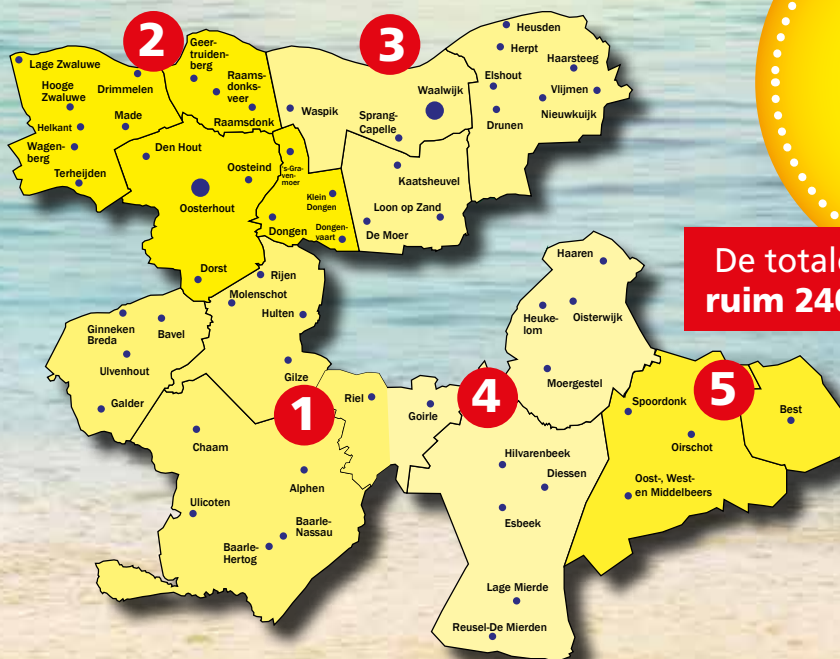 2
Lage Zwaluwe
Hooge
Zwaluwe
Drimmelen
Made
Helkant
Wagen-
berg
Terheijden
Geer-
truiden-
berg
Raams-
donks-
veer
Raamsdonk
Den Hout
Oosteind
Oosterhout
Dorst
's-Gra-
ven-
moer
Klein
Dongen
Dongen-
vaart
Dongen
3
Waspik
Sprang-
Capelle
Waalwijk
Kaatsheuvel
Loon op Zand
De Moer
Heusden
Herpt
Haarsteeg
Elshout
Vlijmen
Nieuwkuijk
Drunen
De totale
ruim 240
1
Rijen
Molenschot
Hulten
Gilze
Ginneken
Breda
Bavel
Ulvenhout
Galder
Riel
Chaam
Alphen
Ulicoten
Baarle-
Nassau
Baarle-
Hertog
4
Goirle
Haaren
Heuke-
lom
Oisterwijk
Moergestel
Hilvarenbeek
Diessen
Esbeek
Lage Mierde
Reusel-De Mierden
5
Spoordonk
Oirschot
Best
Oost-, West-
en Middelbeers